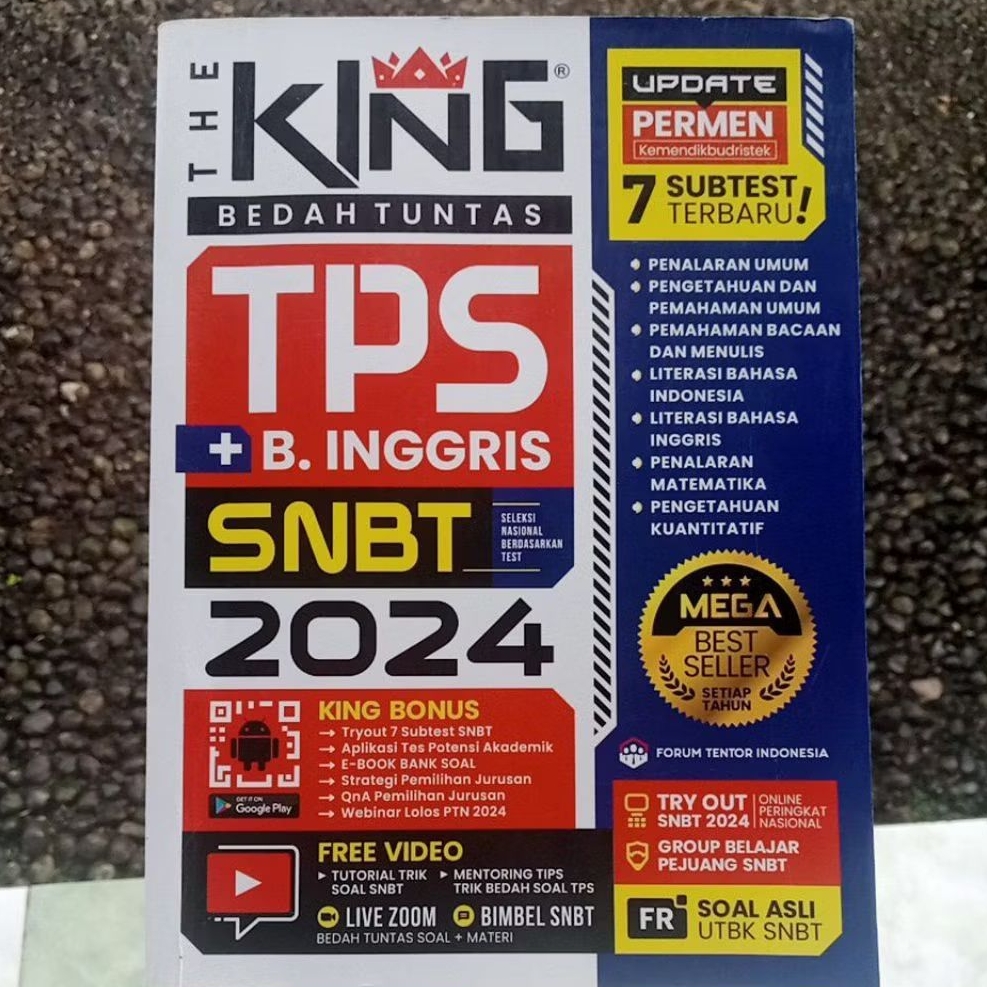 THE
KING®
BEDAH TUNTAS
TPS
+ B. INGGRIS
SNBT
SELEKSI
NASIONAL
BERDASARKAN
TEST
2024
KING BONUS
→ Tryout 7 Subtest SNBT
→ Aplikasi Tes Potensi Akademik
→ E-BOOK BANK SOAL
→ Strategi Pemilihan Jurusan
→ QnA Pemilihan Jurusan
→ Webinar Lolos PTN 2024
GET IT ON
Google Play
FREE VIDEO
TUTORIAL TRIK
SOAL SNBT
MENTORING TIPS
TRIK BEDAH SOAL TPS
LIVE ZOOM
BIMBEL SNBT
BEDAH TUNTAS SOAL + MATERI
UPDATE
PERMEN
Kemendikbudristek
7 SUBTEST
TERBARU!
• PENALARAN UMUM
• PENGETAHUAN DAN
PEMAHAMAN UMUM
• PEMAHAMAN BACAAN
DAN MENULIS
• LITERASI BAHASA
INDONESIA
• LITERASI BAHASA
INGGRIS
• PENALARAN
MATEMATIKA
• PENGETAHUAN
KUANTITATIF
MEGA
BEST
SELLER
SETIAP
TAHUN
FORUM TENTOR INDONESIA
TRY OUT
SNBT 2024
ONLINE
PERINGKAT
NASIONAL
GROUP BELAJAR
PEJUANG SNBT
FR
SOAL ASLI
UTBK SNBT